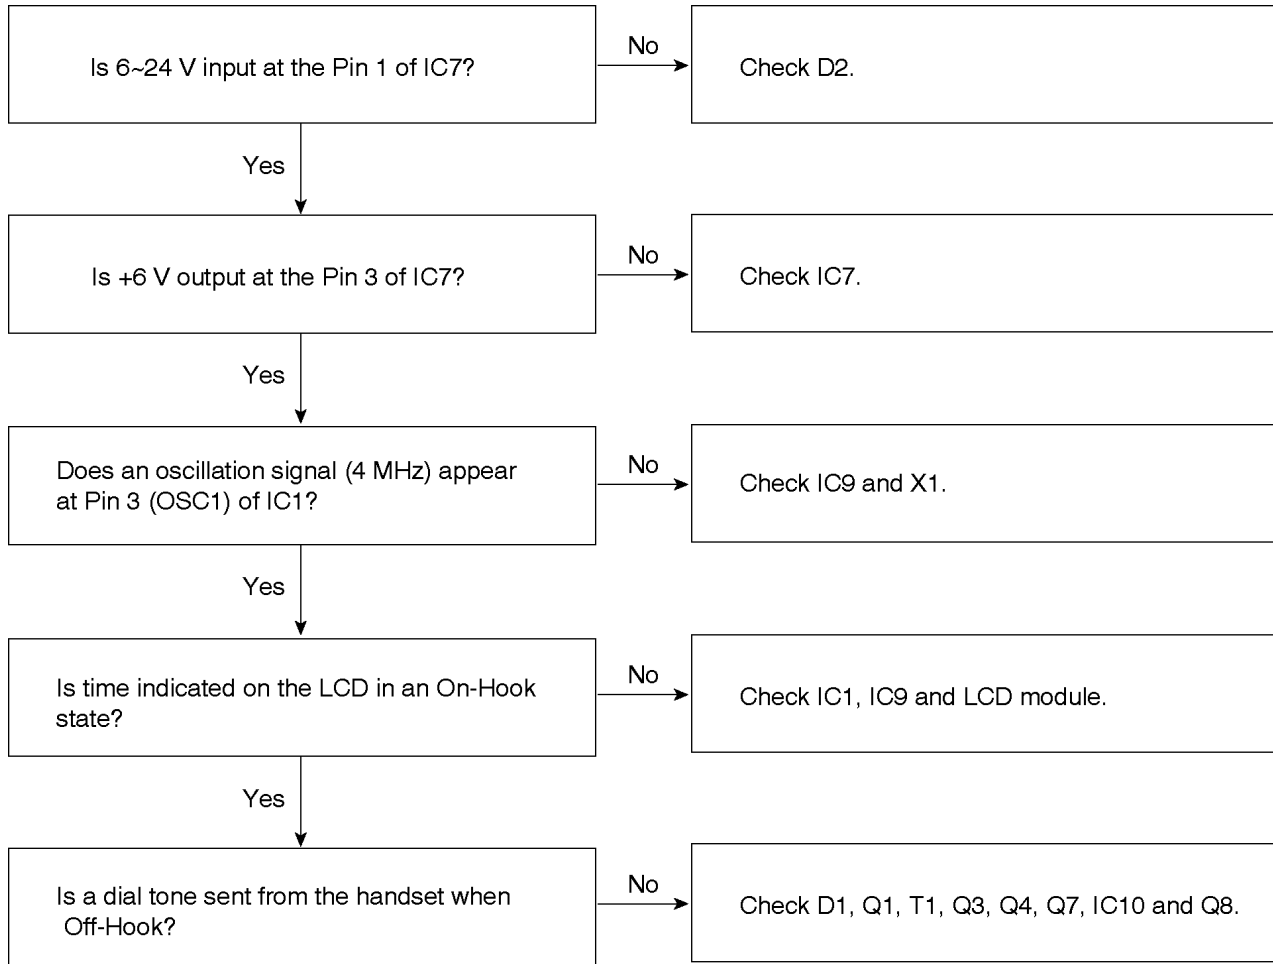 Is 6~24 V input at the Pin 1 of IC7?
No
Check D2.
Yes
Is +6 V output at the Pin 3 of IC7?
No
Check IC7.
Yes
Does an oscillation signal (4 MHz) appear
at Pin 3 (OSC1) of IC1?
No
Check IC9 and X1.
Yes
Is time indicated on the LCD in an On-Hook
state?
No
Check IC1, IC9 and LCD module.
Yes
Is a dial tone sent from the handset when
Off-Hook?
No
Check D1, Q1, T1, Q3, Q4, Q7, IC10 and Q8.